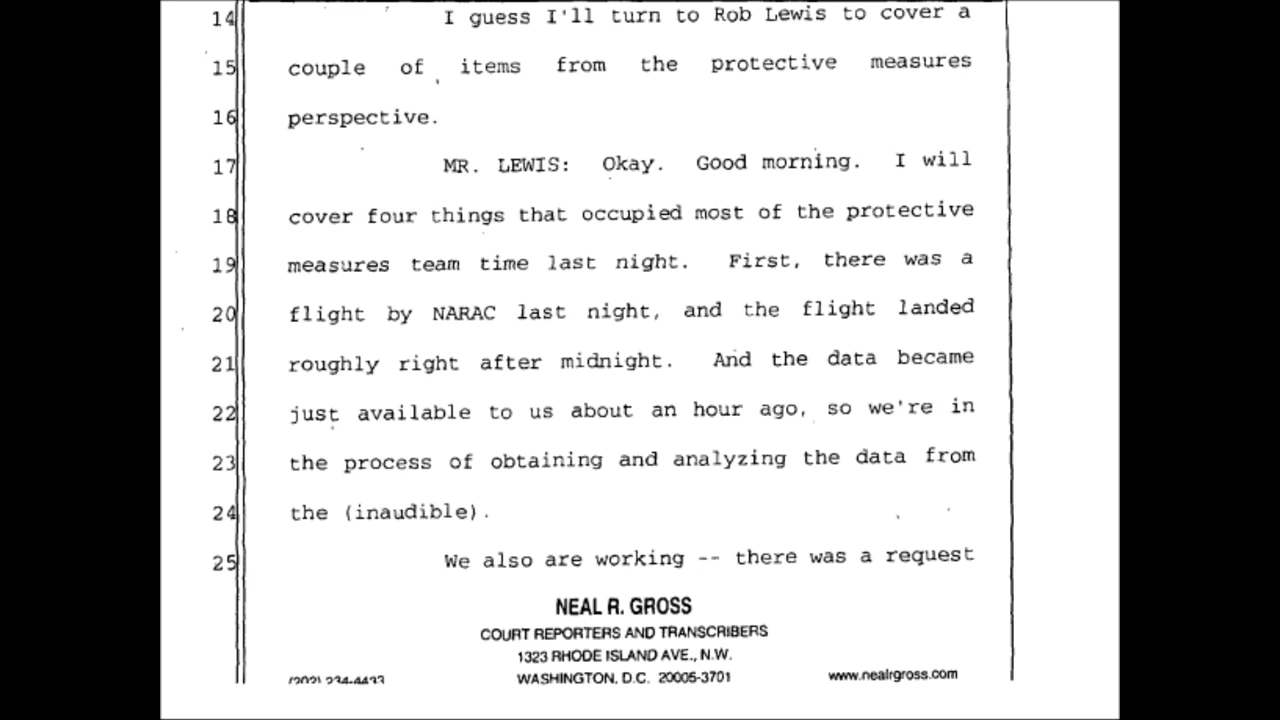 14 I guess I'll turn to Rob Lewis to cover a
15 couple of items from the protective measures
16 perspective.
17 MR. LEWIS: Okay. Good morning. I will
18 cover four things that occupied most of the protective
19 measures team time last night. First, there was a
20 flight by NARAC last night, and the flight landed
21 roughly right after midnight. And the data became
22 just available to us about an hour ago, so we're in
23 the process of obtaining and analyzing the data from
24 the (inaudible).
25 We also are working -- there was a request
NEAL R. GROSS
COURT REPORTERS AND TRANSCRIBERS
1323 RHODE ISLAND AVE., N.W.
(202) 234-4433 WASHINGTON, D.C. 20005-3701 www.nealrgross.com